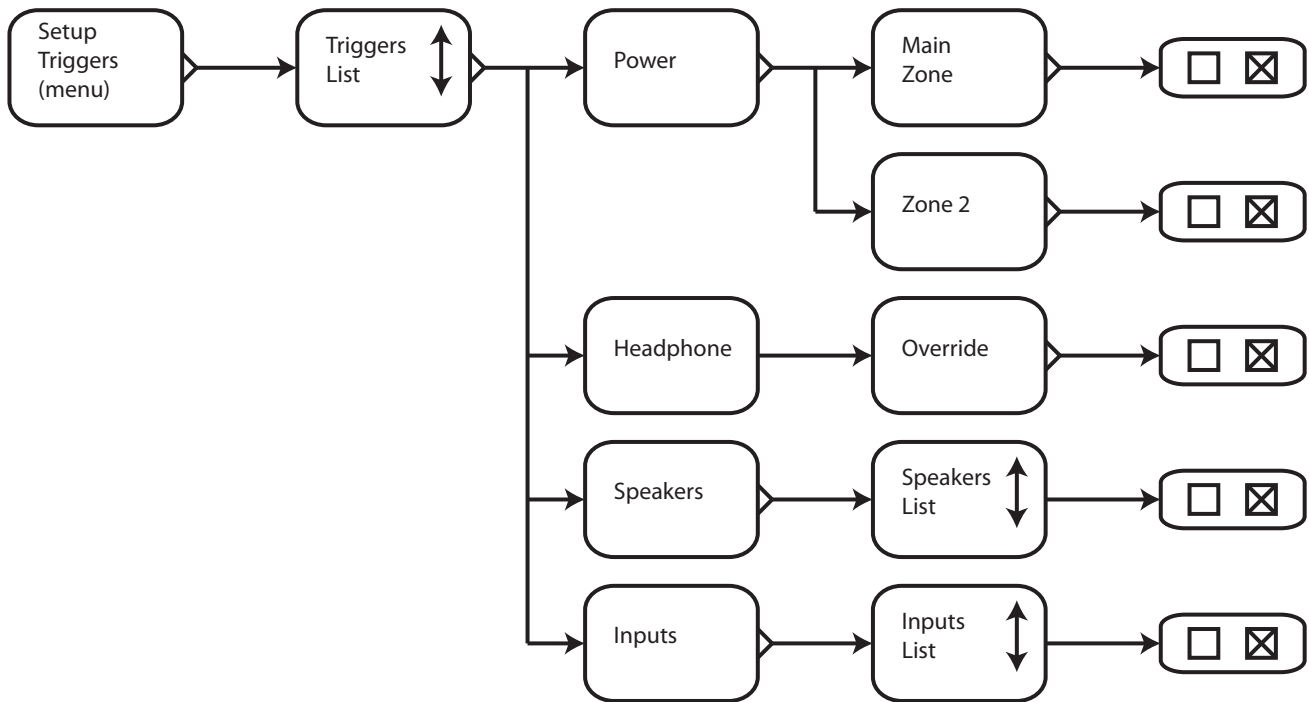 Setup
Triggers
(menu)
Triggers
List
Power
Main
Zone
Zone 2
Headphone
Override
Speakers
Speakers
List
Inputs
Inputs
List